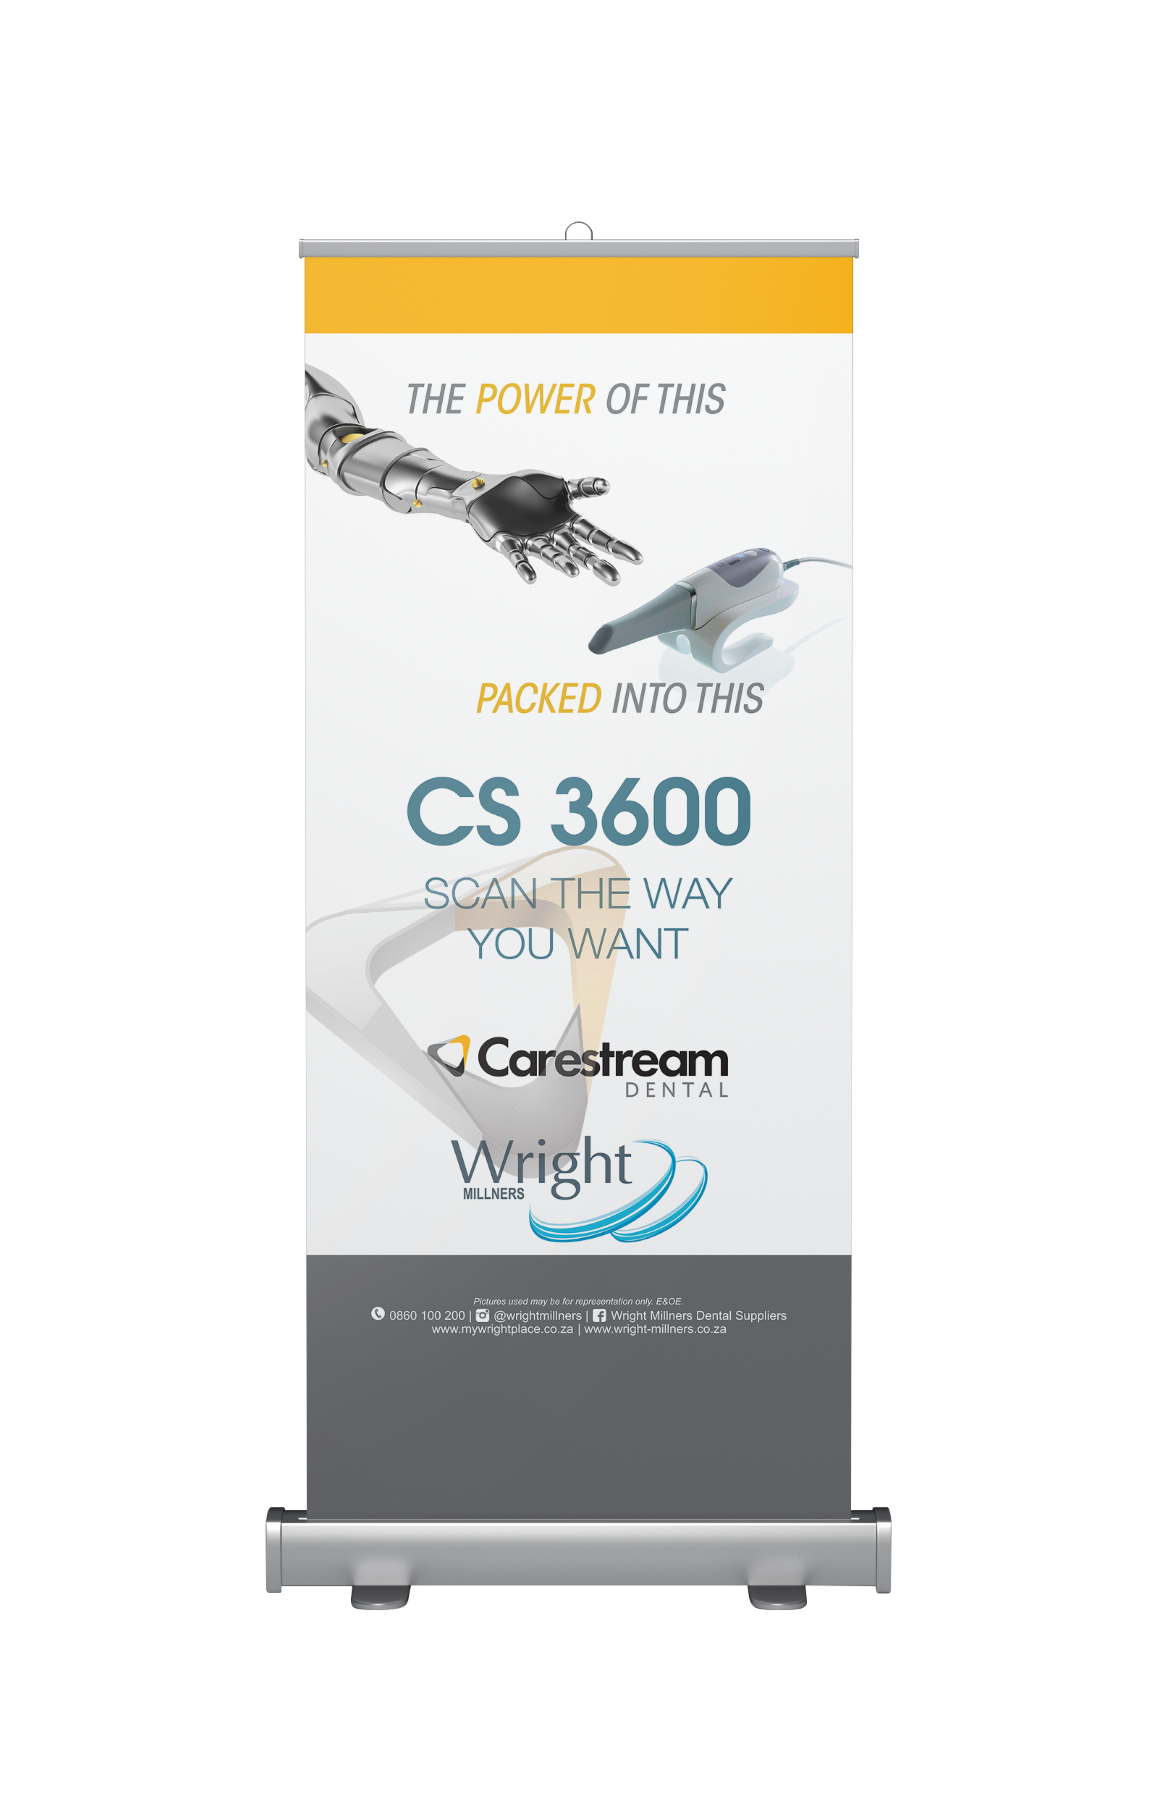 THE POWER OF THIS
PACKED INTO THIS
CS 3600
SCAN THE WAY
YOU WANT
Carestream
DENTAL
Wright
MILLNERS
Pictures used may be for representation only. E&OE.
0860 100 200 | @wrightmillners | Wright Millners Dental Suppliers
www.mywrightplace.co.za | www.wright-millners.co.za